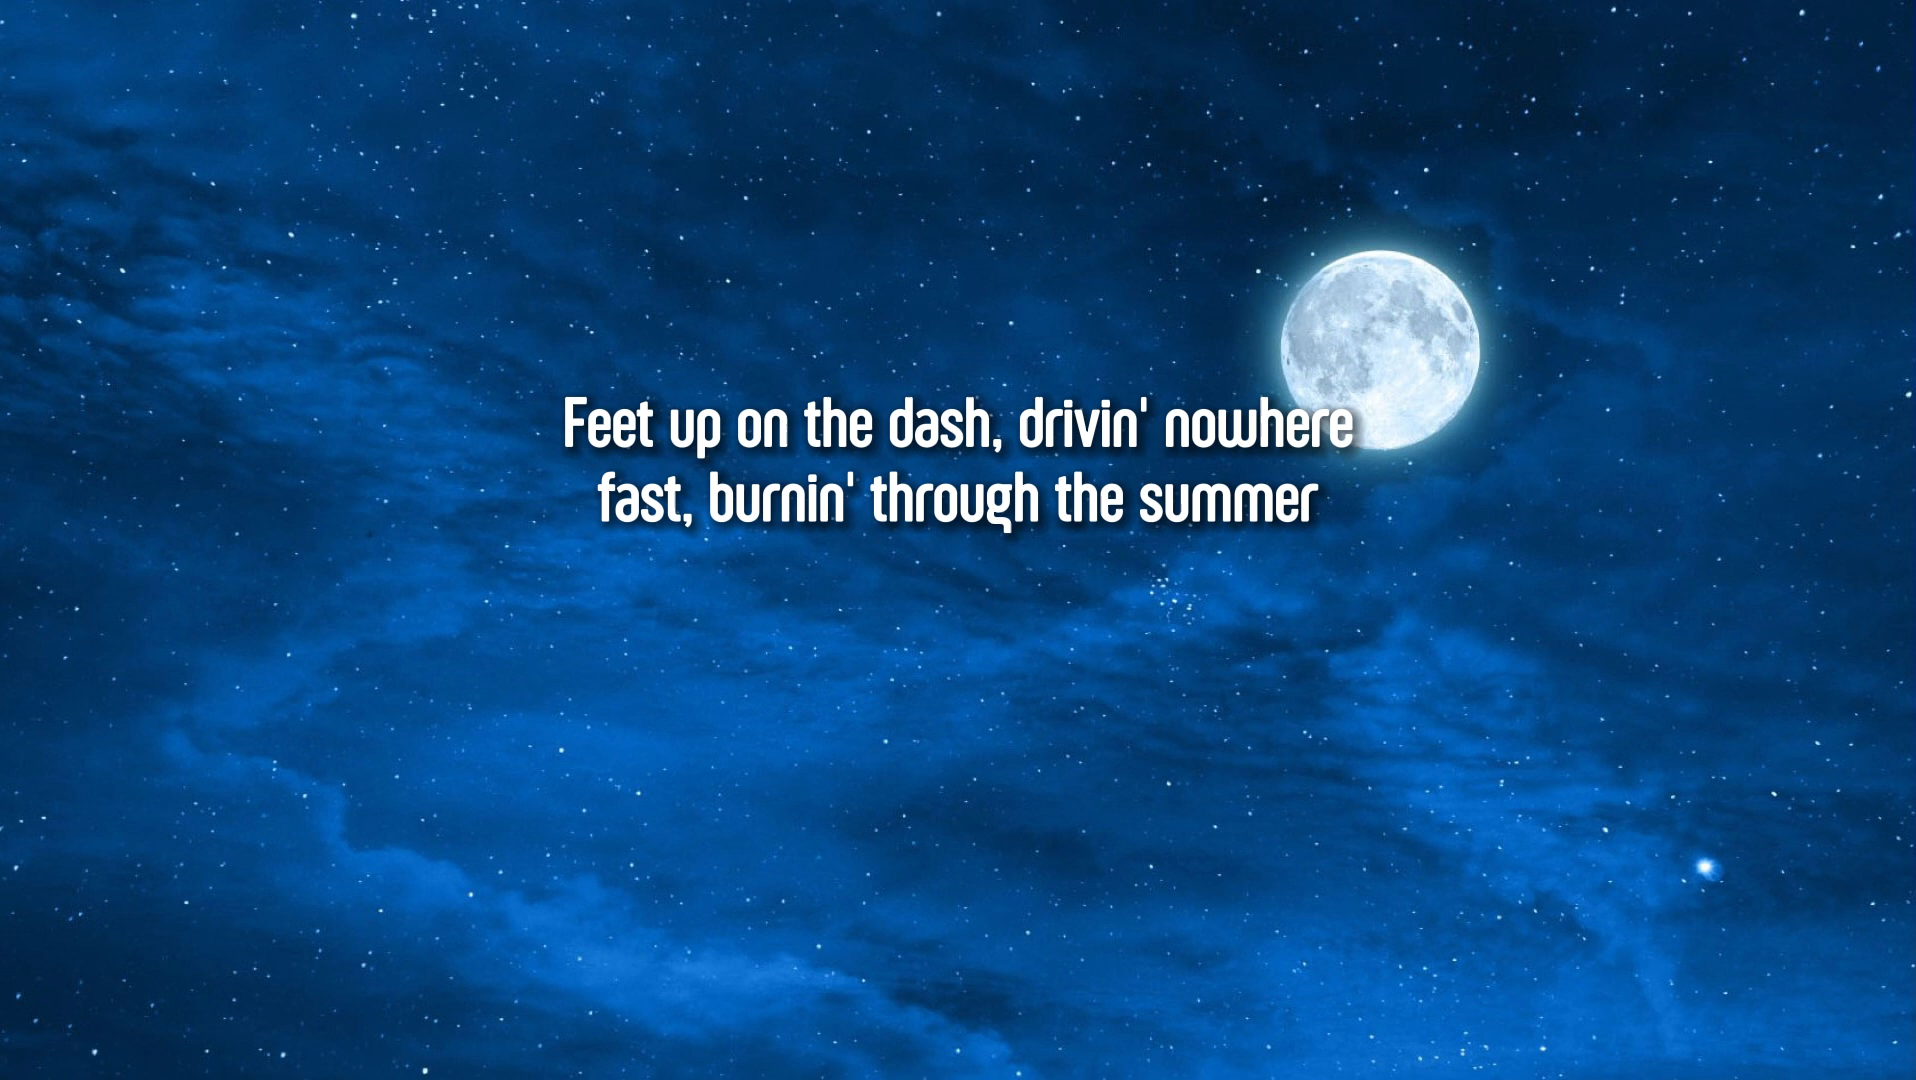 Feet up on the dash, drivin' nowhere
fast, burnin' through the summer